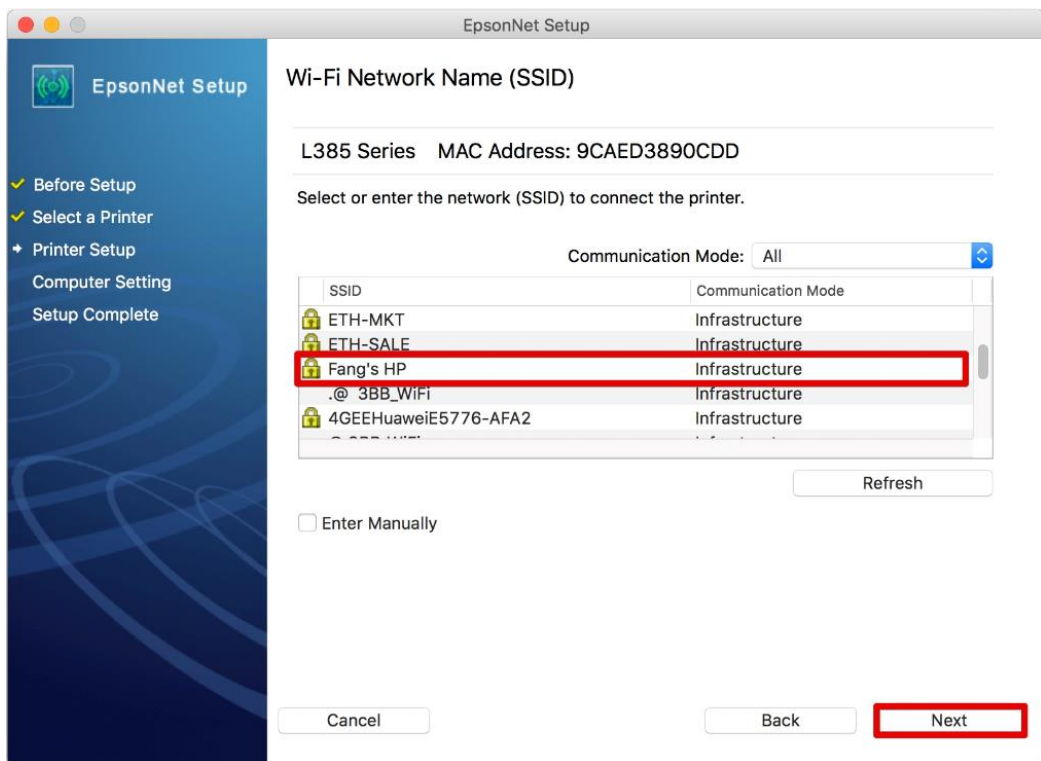 EpsonNet Setup
EpsonNet Setup
Before Setup
Select a Printer
Printer Setup
Computer Setting
Setup Complete
Wi-Fi Network Name (SSID)
L385 Series MAC Address: 9CAED3890CDD
Select or enter the network (SSID) to connect the printer.
Communication Mode: All
SSID Communication Mode
ETH-MKT Infrastructure
ETH-SALE Infrastructure
Fang's HP Infrastructure
.@ 3BB_WiFi Infrastructure
4GEEHuaweiE5776-AFA2 Infrastructure
Refresh
Enter Manually
Cancel Back Next